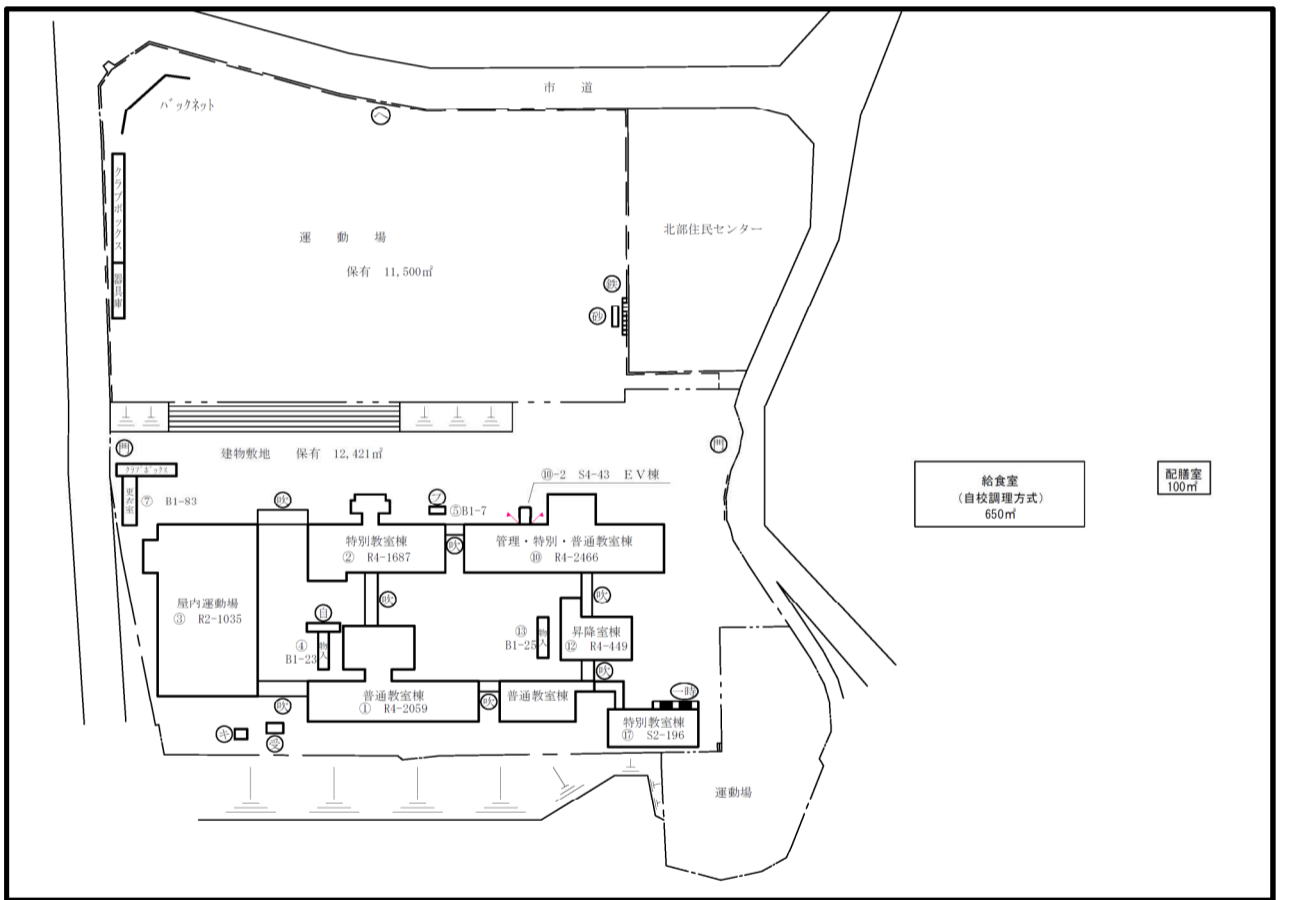 市　道
バックネット
㋬
クラブボックス
器具庫
運　動　場
保有　11,500㎡
北部住民センター
鉄
砂
門
門
建物敷地　保有　12,421㎡
クラブボックス
更衣室
⑦　B1-83
吹
プ
⑤B1-7
⑩-2　S4-43　EV棟
特別教室棟
②　R4-1687
吹
管理・特別・普通教室棟
⑩　R4-2466
給食室
(自校調理方式)
650㎡
配膳室
100㎡
屋内運動場
③　R2-1035
自
④
B1-23
物入
吹
⑬
B1-25
物入
吹
昇降室棟
⑫　R4-449
吹
普通教室棟
①　R4-2059
吹
吹
普通教室棟
一時
特別教室棟
⑰　S2-196
キ
受
運動場